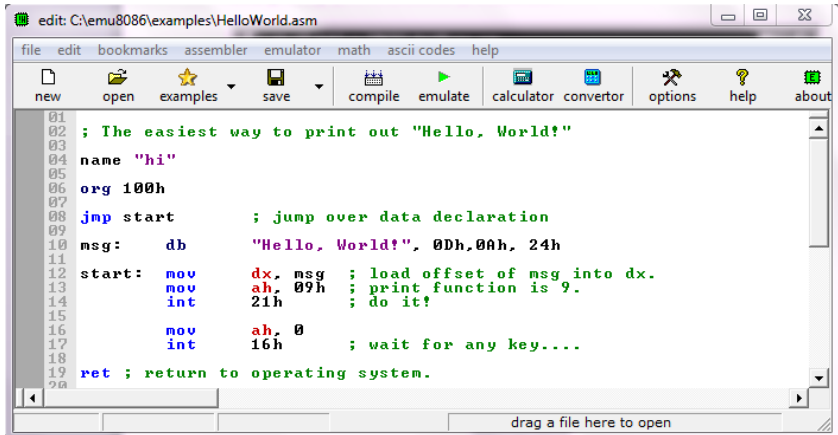 edit: C:\emu8086\examples\HelloWorld.asm
file edit bookmarks assembler emulator math ascii codes help
new open examples save compile emulate calculator convertor options help about
01
02 ; The easiest way to print out "Hello, World!"
03
04 name "hi"
05
06 org 100h
07
08 jmp start ; jump over data declaration
09
10 msg: db "Hello, World!", 0Dh,0Ah, 24h
11
12 start: mov dx, msg ; load offset of msg into dx.
13 mov ah, 09h ; print function is 9.
14 int 21h ; do it!
15
16 mov ah, 0
17 int 16h ; wait for any key....
18
19 ret ; return to operating system.
20
drag a file here to open